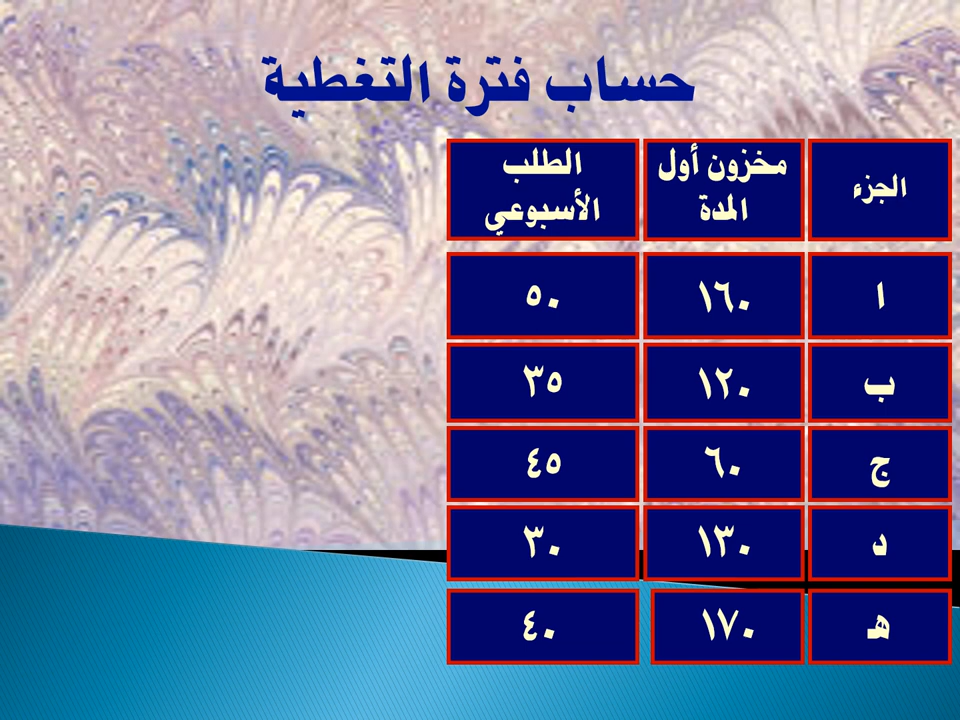 حساب فترة التغطية
الجزء مخزون أول المدة الطلب الأسبوعي
ا ١٦٠ ٥٠
ب ١٢٠ ٣٥
ج ٦٠ ٤٥
د ١٣٠ ٣٠
هـ ١٧٠ ٤٠